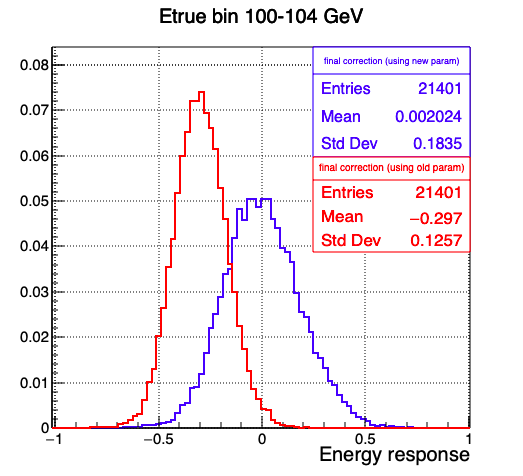 Etrue bin 100-104 GeV
final correction (using new param)
Entries 21401
Mean 0.002024
Std Dev 0.1835
final correction (using old param)
Entries 21401
Mean −0.297
Std Dev 0.1257
0.08
0.07
0.06
0.05
0.04
0.03
0.02
0.01
0
−1 −0.5 0 0.5 1
Energy response